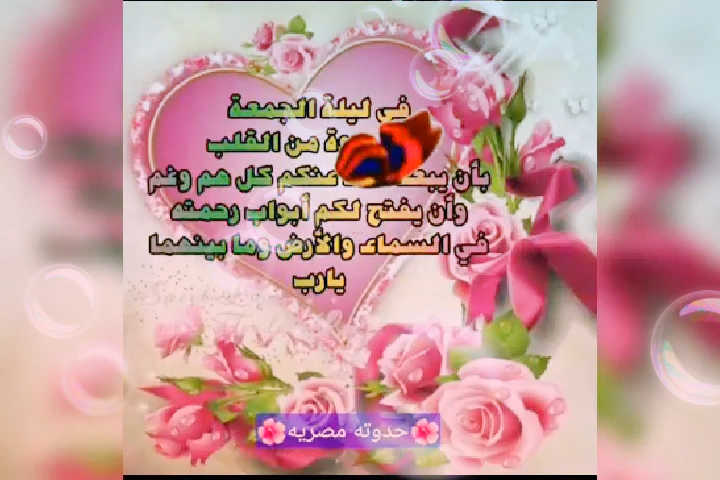 في ليلة الجمعة
من القلب
بأن عنكم كل هم وغم
وأن يفتح لكم أبواب رحمته
في السماء والأرض وما بينهما
يارب
🌺حدوته مصريه🌺